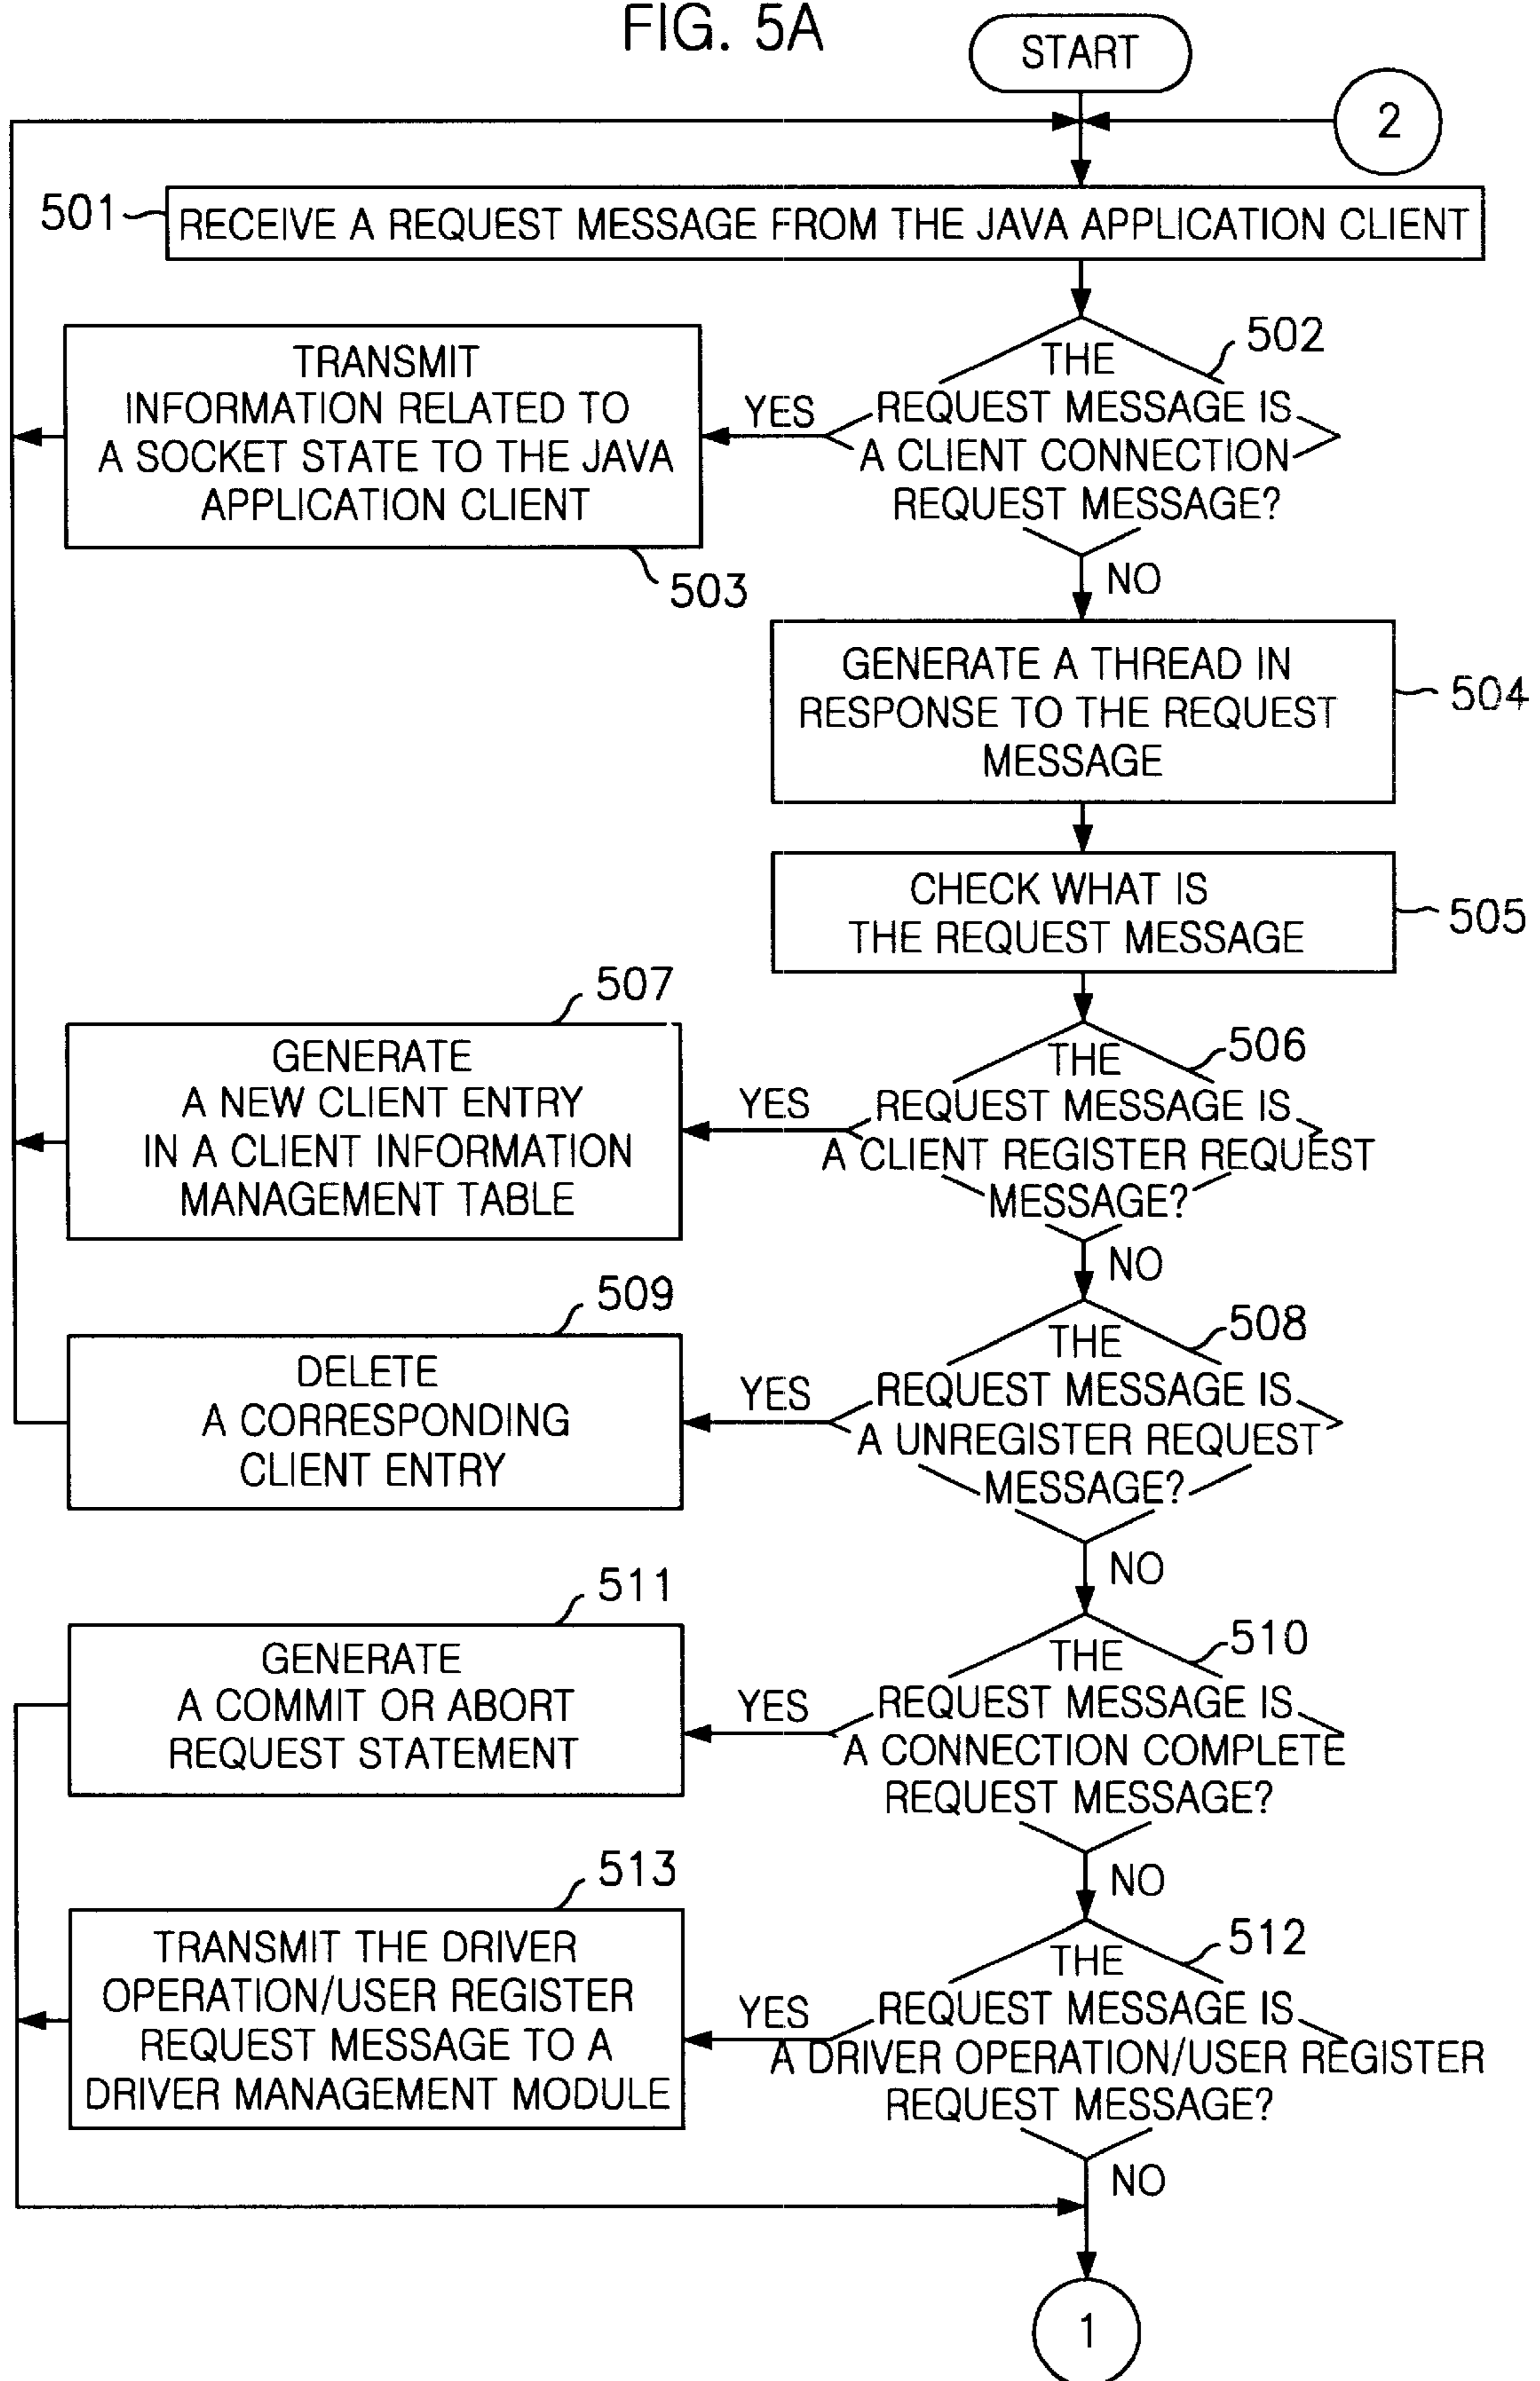 FIG. 5A
START
2
501
RECEIVE A REQUEST MESSAGE FROM THE JAVA APPLICATION CLIENT
502
THE
REQUEST MESSAGE IS
A CLIENT CONNECTION
REQUEST MESSAGE?
YES
TRANSMIT
INFORMATION RELATED TO
A SOCKET STATE TO THE JAVA
APPLICATION CLIENT
503
NO
GENERATE A THREAD IN
RESPONSE TO THE REQUEST
MESSAGE
504
CHECK WHAT IS
THE REQUEST MESSAGE
505
506
THE
REQUEST MESSAGE IS
A CLIENT REGISTER REQUEST
MESSAGE?
YES
507
GENERATE
A NEW CLIENT ENTRY
IN A CLIENT INFORMATION
MANAGEMENT TABLE
NO
508
THE
REQUEST MESSAGE IS
A UNREGISTER REQUEST
MESSAGE?
YES
509
DELETE
A CORRESPONDING
CLIENT ENTRY
NO
510
THE
REQUEST MESSAGE IS
A CONNECTION COMPLETE
REQUEST MESSAGE?
YES
511
GENERATE
A COMMIT OR ABORT
REQUEST STATEMENT
NO
512
THE
REQUEST MESSAGE IS
A DRIVER OPERATION/USER REGISTER
REQUEST MESSAGE?
YES
513
TRANSMIT THE DRIVER
OPERATION/USER REGISTER
REQUEST MESSAGE TO A
DRIVER MANAGEMENT MODULE
NO
1